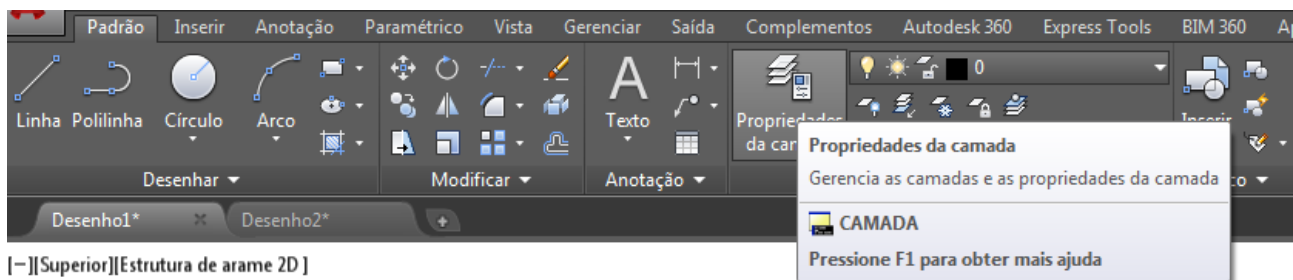 Padrão Inserir Anotação Paramétrico Vista Gerenciar Saída Complementos Autodesk 360 Express Tools BIM 360
0
Linha Polilinha Círculo Arco Texto Propriedades Inserir
da
Propriedades da camada
Gerencia as camadas e as propriedades da camada
Desenhar Modificar Anotação
CAMADA
Pressione F1 para obter mais ajuda
Desenho1* Desenho2*
[−][Superior][Estrutura de arame 2D ]